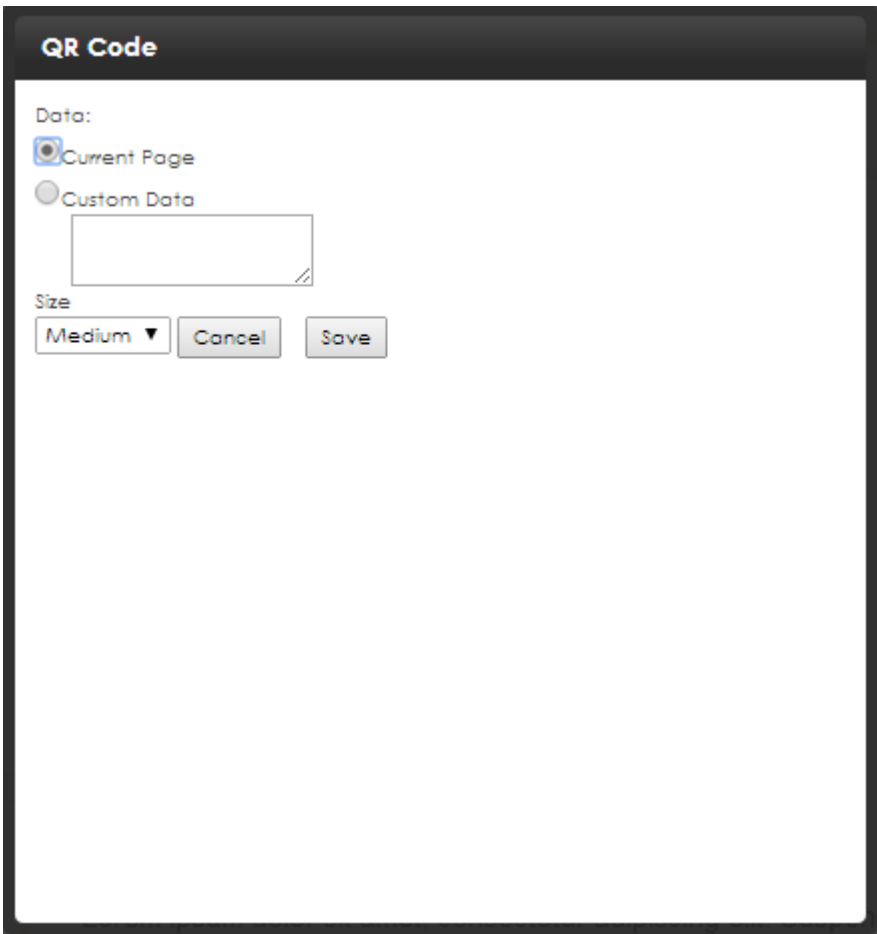 QR Code
Data:
Current Page
Custom Data
Size
Medium ▼ Cancel Save